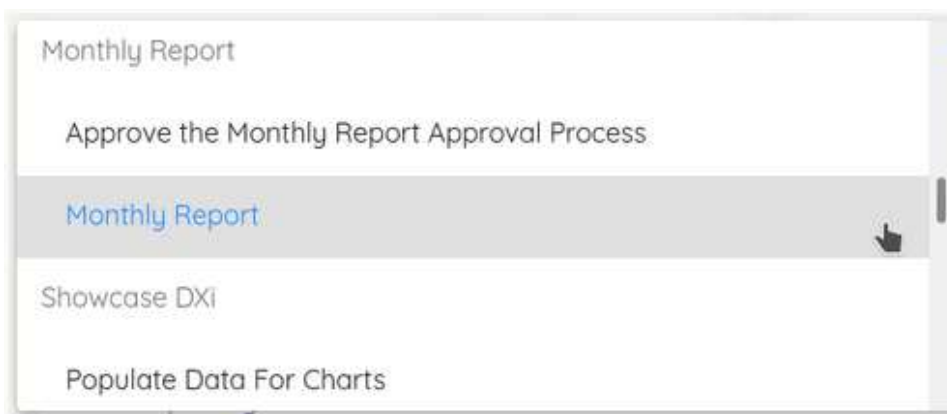 Monthly Report
Approve the Monthly Report Approval Process
Monthly Report
Showcase DXi
Populate Data For Charts